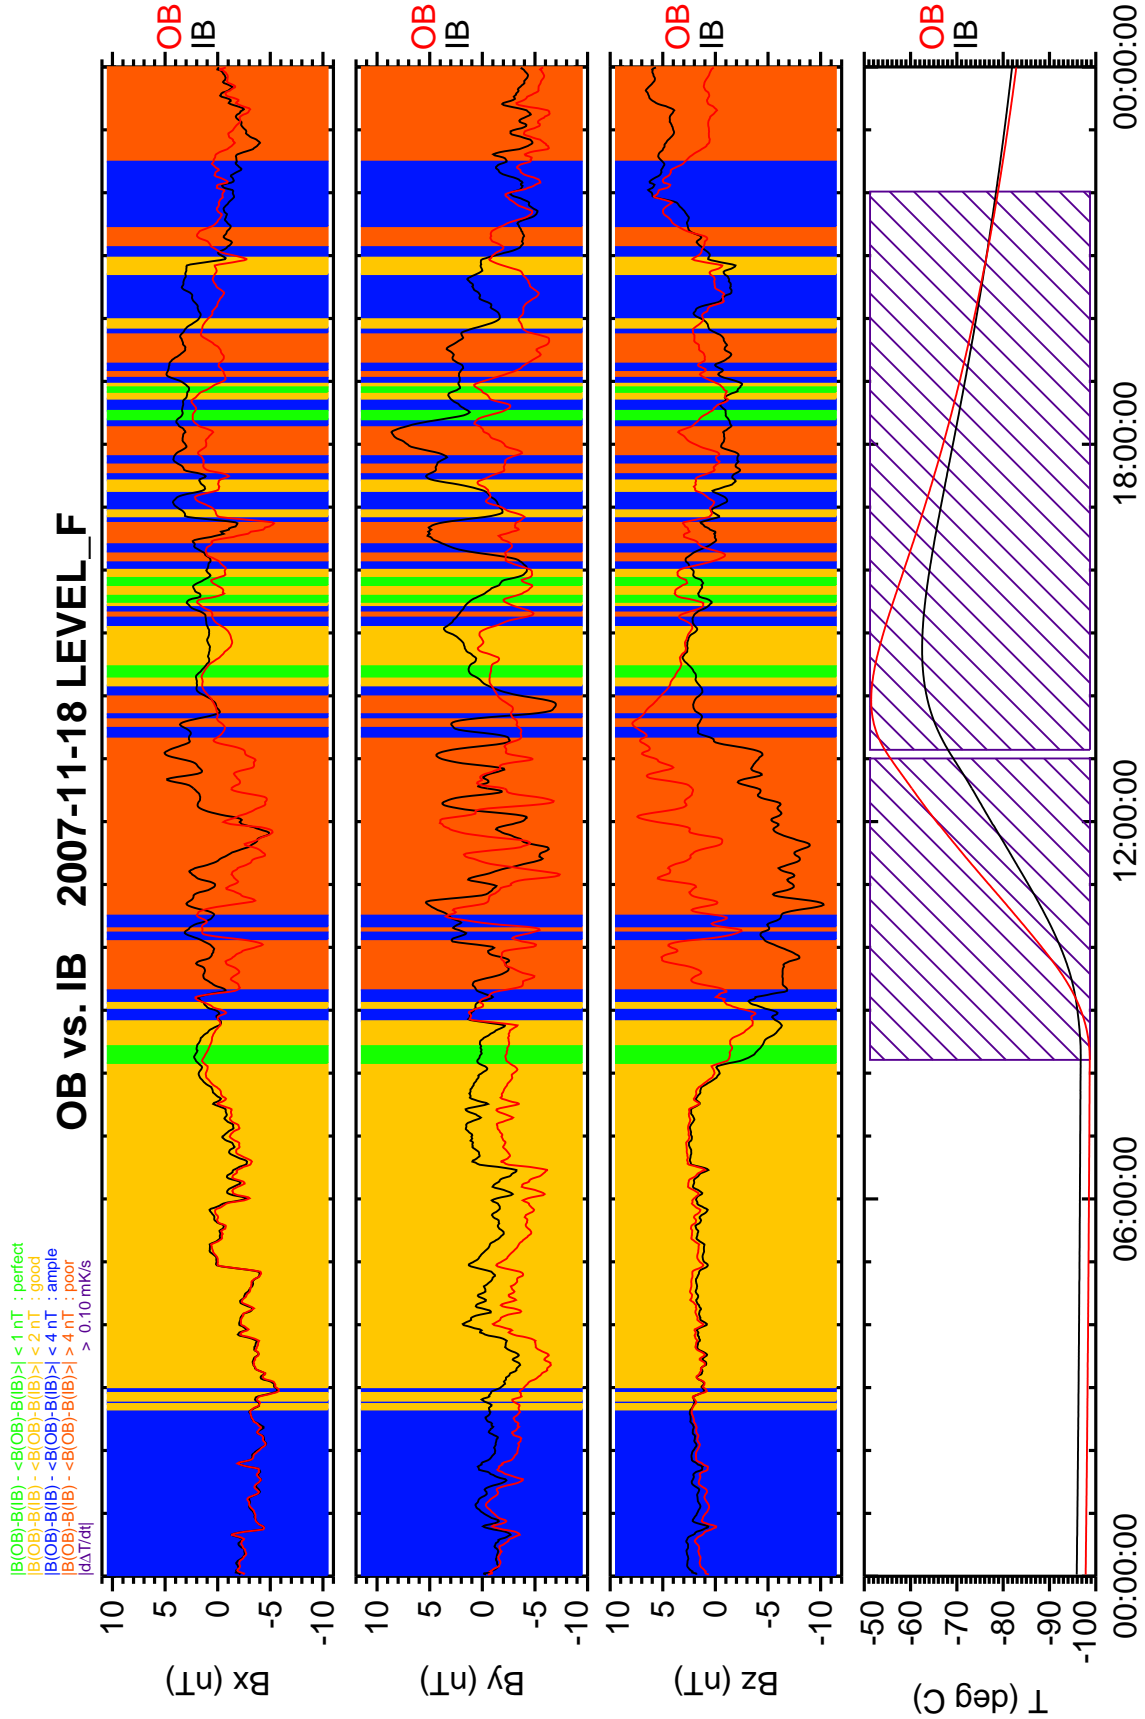 OB vs. IB 2007-11-18 LEVEL_F
|B(OB)-B(IB) - <B(OB)-B(IB)>| < 1 nT : perfect
|B(OB)-B(IB) - <B(OB)-B(IB)>| < 2 nT : good
|B(OB)-B(IB) - <B(OB)-B(IB)>| < 4 nT : ample
|B(OB)-B(IB) - <B(OB)-B(IB)>| > 4 nT : poor
|dΔT/dt| > 0.10 mK/s
Bx (nT)
10
5
0
-5
-10
OB
IB
By (nT)
10
5
0
-5
-10
OB
IB
Bz (nT)
10
5
0
-5
-10
OB
IB
T (deg C)
-50
-60
-70
-80
-90
-100
OB
IB
00:00:00 06:00:00 12:00:00 18:00:00 00:00:00